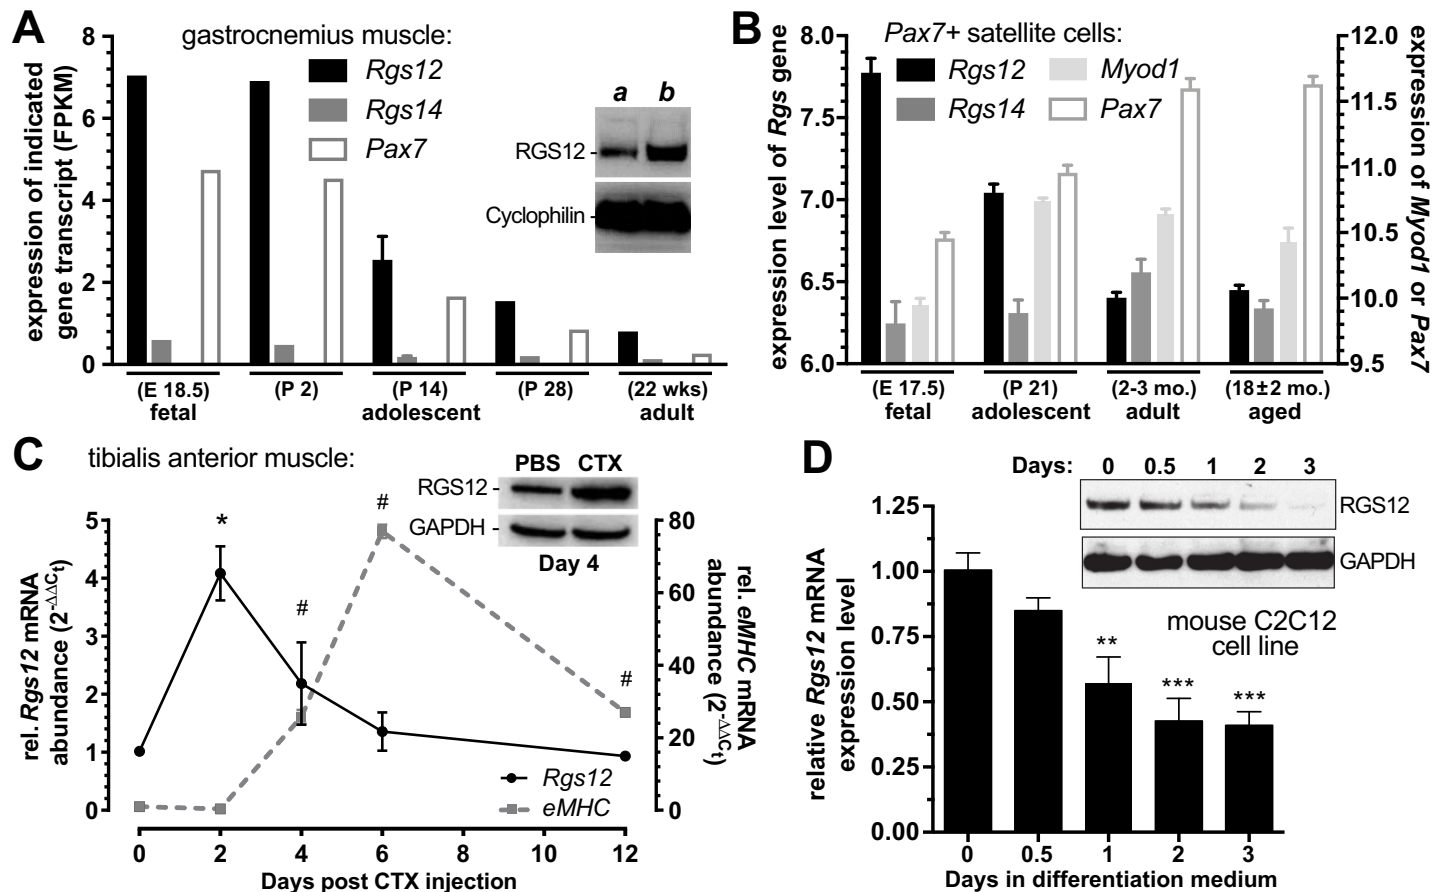 A
gastrocnemius muscle:
expression of indicated
gene transcript (FPKM)
8
6
4
2
0
Rgs12
Rgs14
Pax7
a b
RGS12 -
Cyclophilin -
(E 18.5) (P 2) (P 14) (P 28) (22 wks)
fetal adolescent adult
B
Pax7+ satellite cells:
expression level of Rgs gene
8.0
7.5
7.0
6.5
6.0
Rgs12 Myod1
Rgs14 Pax7
12.0
11.5
11.0
10.5
10.0
9.5
expression of Myod1 or Pax7
(E 17.5) (P 21) (2-3 mo.) (18±2 mo.)
fetal adolescent adult aged
C
tibialis anterior muscle:
PBS CTX
RGS12 -
GAPDH -
Day 4
rel. Rgs12 mRNA
abundance (2-ΔΔCt)
5
4
3
2
1
0
* # # #
80
60
40
20
0
rel. eMHC mRNA
abundance (2-ΔΔCt)
Rgs12
eMHC
0 2 4 6 8 10 12
Days post CTX injection
D
Days: 0 0.5 1 2 3
RGS12
GAPDH
mouse C2C12
cell line
relative Rgs12 mRNA
expression level
1.25
1.00
0.75
0.50
0.25
0.00
** *** ***
0 0.5 1 2 3
Days in differentiation medium